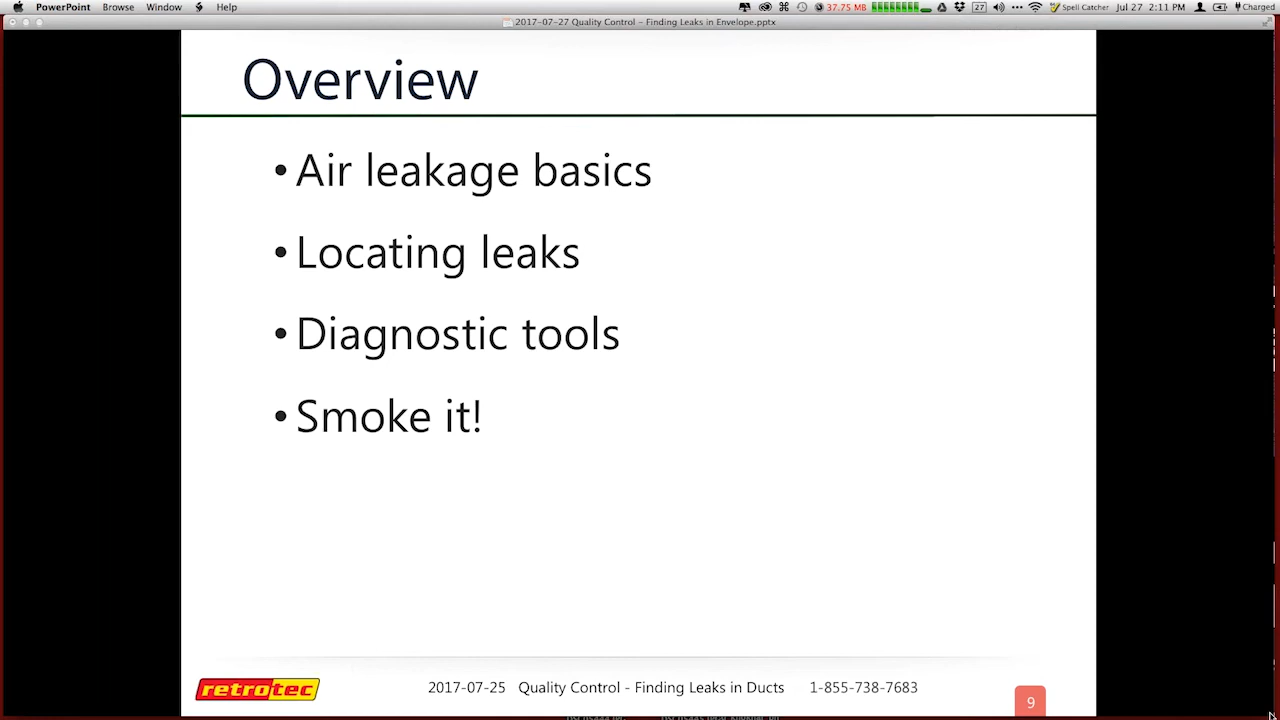 PowerPoint Browse Window Help 37.75 MB 27 Spell Catcher Jul 27 2:11 PM Charged
2017-07-27 Quality Control – Finding Leaks in Envelope.pptx
Overview
• Air leakage basics
• Locating leaks
• Diagnostic tools
• Smoke it!
retrotec 2017-07-25 Quality Control - Finding Leaks in Ducts 1-855-738-7683 9